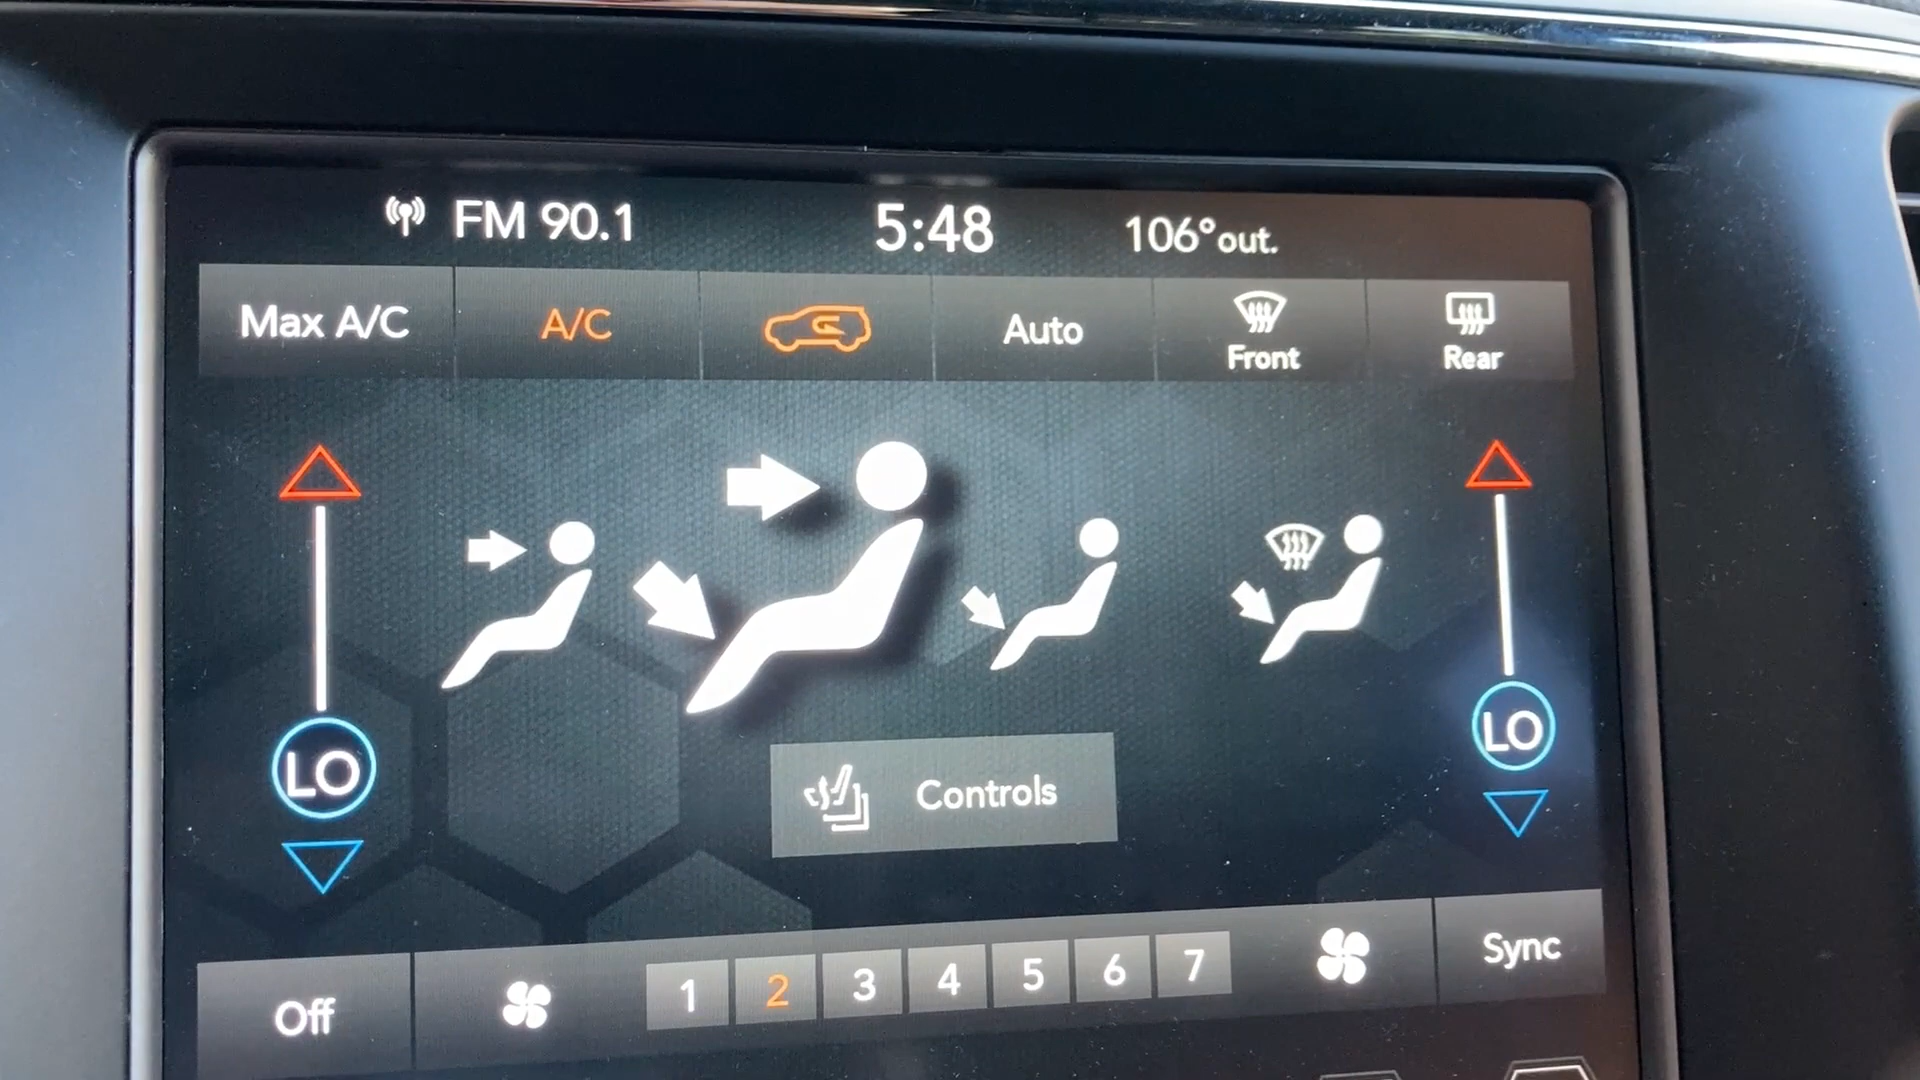 FM 90.1 5:48 106°out.
Max A/C A/C Auto Front Rear
LO LO
Controls
Off 1 2 3 4 5 6 7 Sync